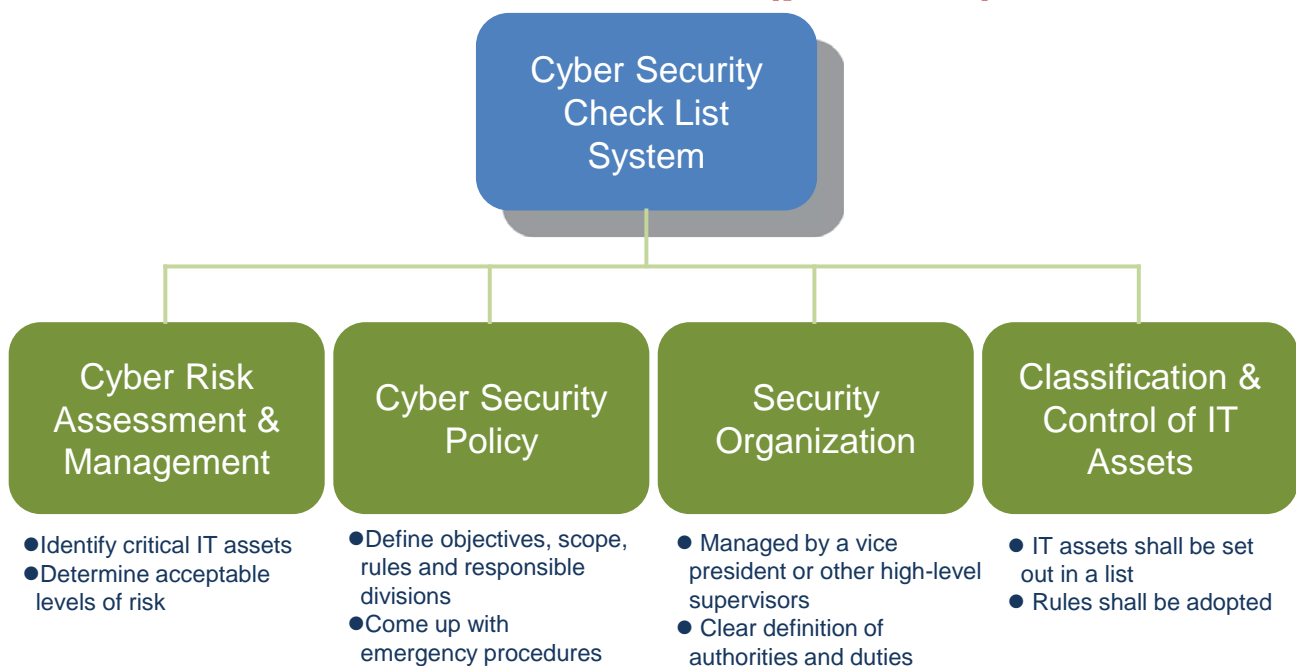 Cyber Security
Check List
System
Cyber Risk
Assessment &
Management
Cyber Security
Policy
Security
Organization
Classification &
Control of IT
Assets
●Identify critical IT assets
●Determine acceptable
levels of risk
●Define objectives, scope,
rules and responsible
divisions
●Come up with
emergency procedures
● Managed by a vice
president or other high-level
supervisors
● Clear definition of
authorities and duties
● IT assets shall be set
out in a list
● Rules shall be adopted